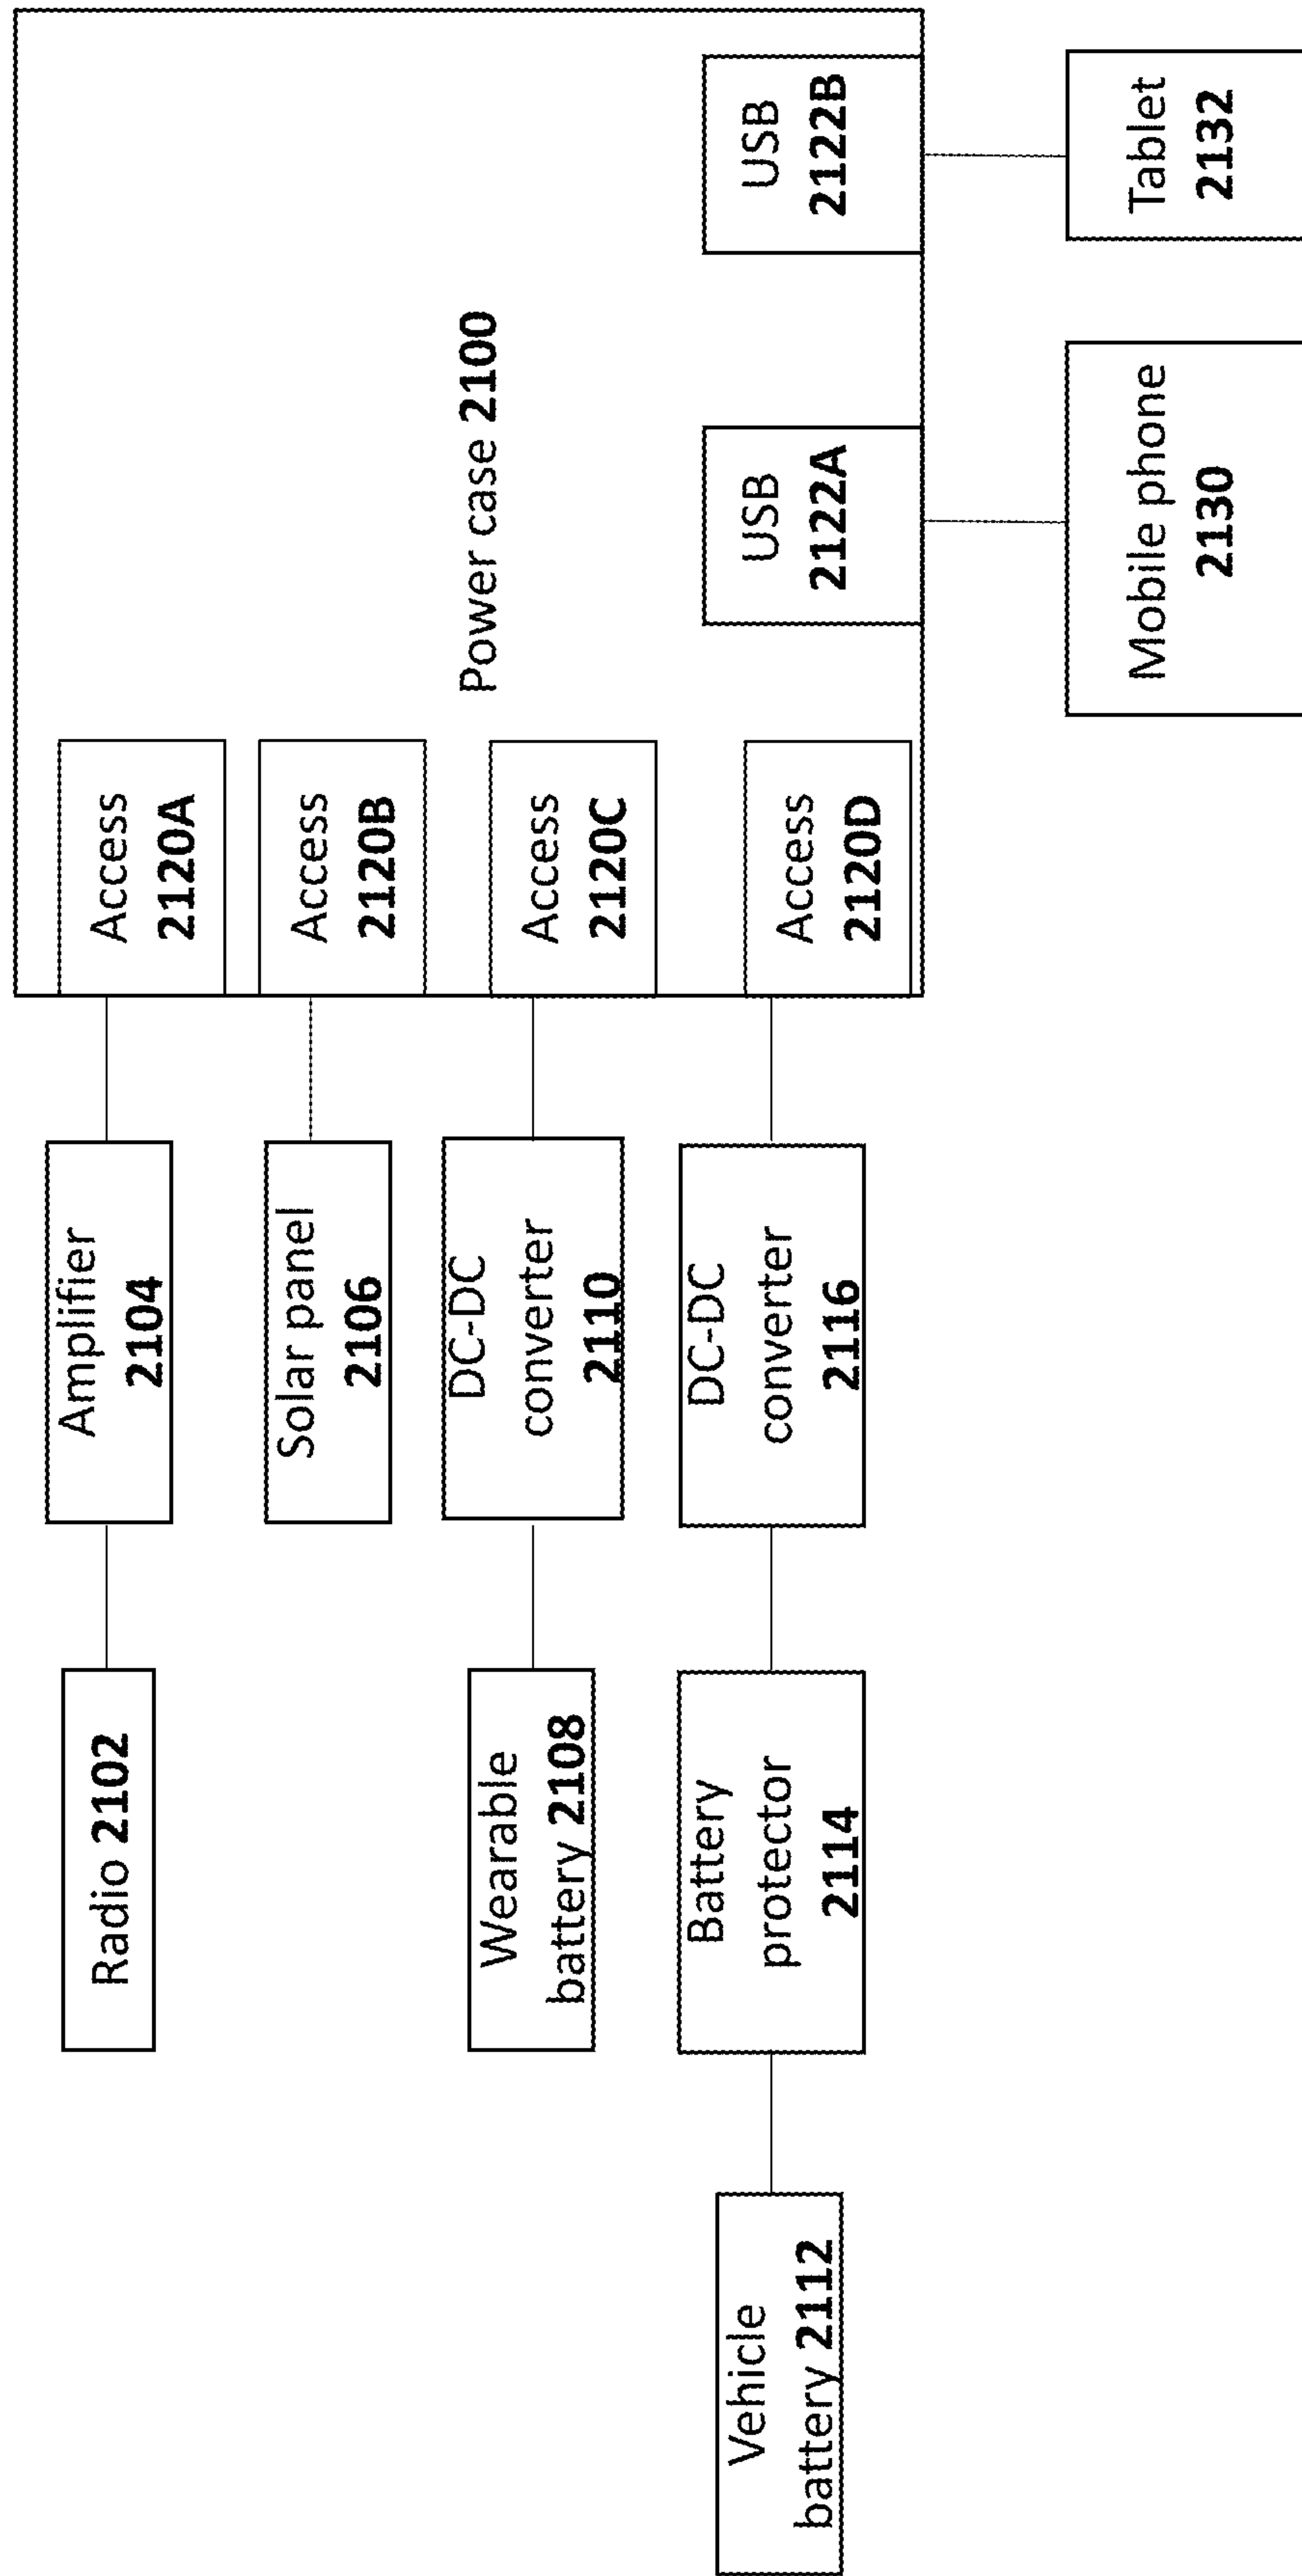 Radio 2102
Amplifier
2104
Access
2120A
Solar panel
2106
Access
2120B
Wearable
battery 2108
DC-DC
converter
2110
Access
2120C
Vehicle
battery 2112
Battery
protector
2114
DC-DC
converter
2116
Access
2120D
Power case 2100
USB
2122A
USB
2122B
Mobile phone
2130
Tablet
2132